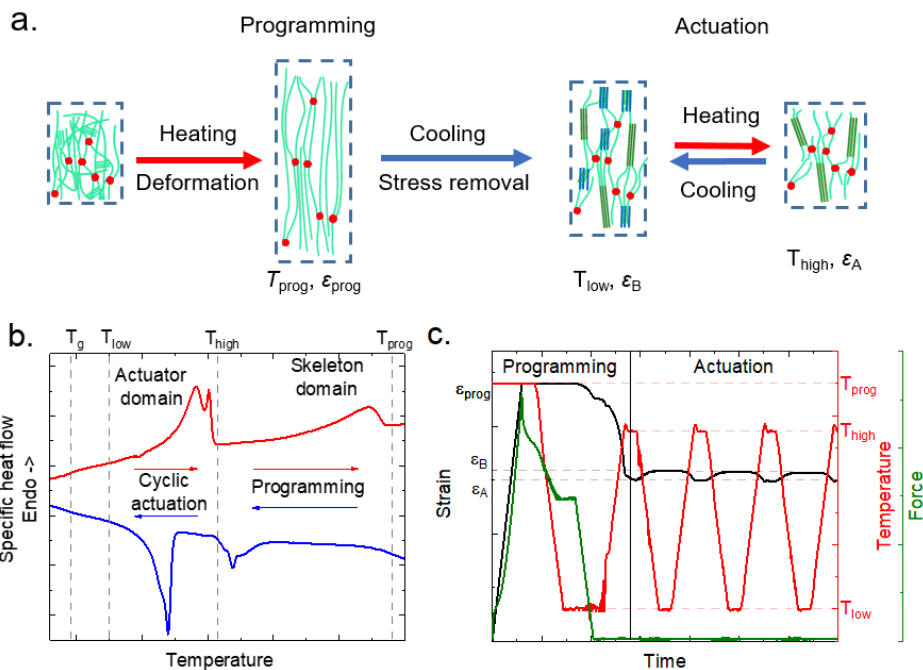 a.
Programming
Actuation
Heating
Deformation
Cooling
Stress removal
Heating
Cooling
T_prog, ε_prog
T_low, ε_B
T_high, ε_A
b.
T_g
T_low
T_high
T_prog
Actuator
domain
Skeleton
domain
Cyclic
actuation
Programming
Specific heat flow
Endo ->
Temperature
c.
Programming
Actuation
ε_prog
ε_B
ε_A
Strain
T_prog
T_high
T_low
Temperature
Force
Time